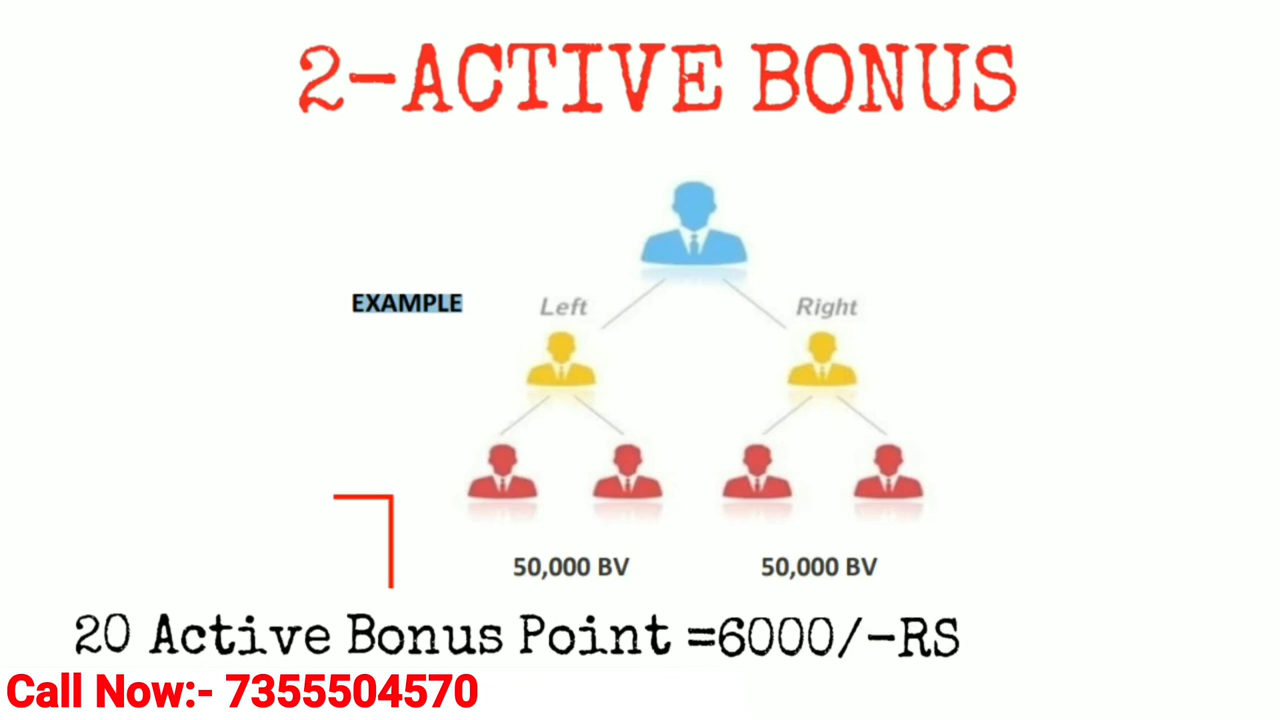 2-ACTIVE BONUS
EXAMPLE
Left
Right
50,000 BV
50,000 BV
20 Active Bonus Point =6000/-RS
Call Now:- 7355504570